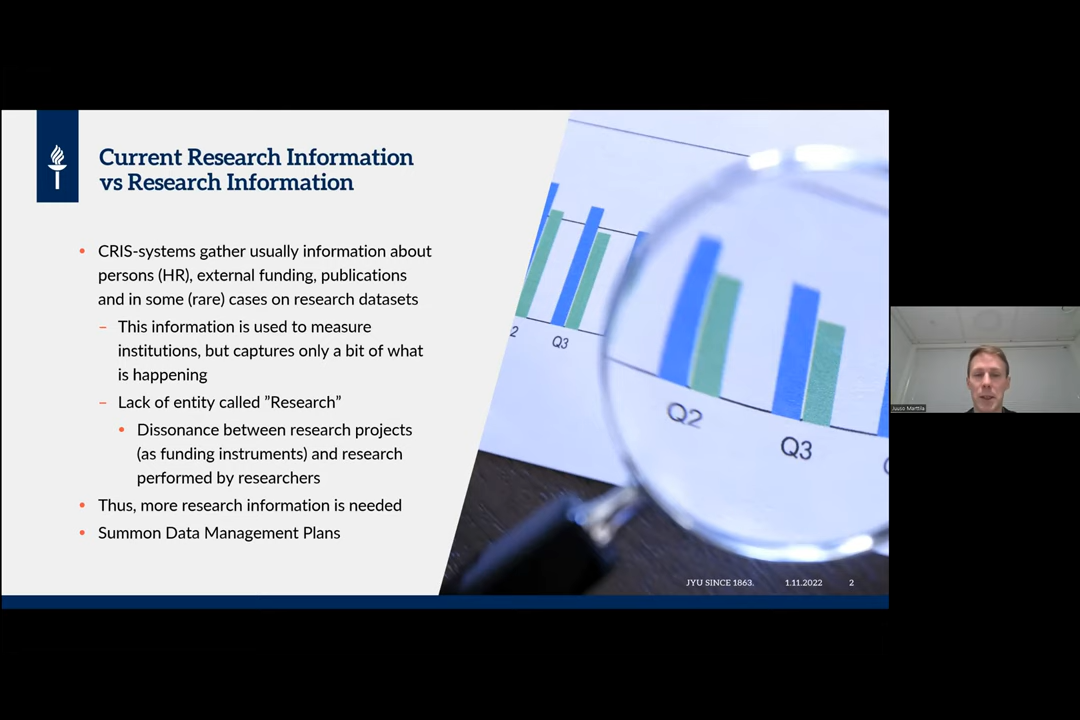 Current Research Information
vs Research Information
• CRIS-systems gather usually information about
persons (HR), external funding, publications
and in some (rare) cases on research datasets
– This information is used to measure
institutions, but captures only a bit of what
is happening
– Lack of entity called ”Research”
• Dissonance between research projects
(as funding instruments) and research
performed by researchers
• Thus, more research information is needed
• Summon Data Management Plans
2
Q3
Q2
Q3
JYU SINCE 1863.
1.11.2022
2
Juuso Marttila